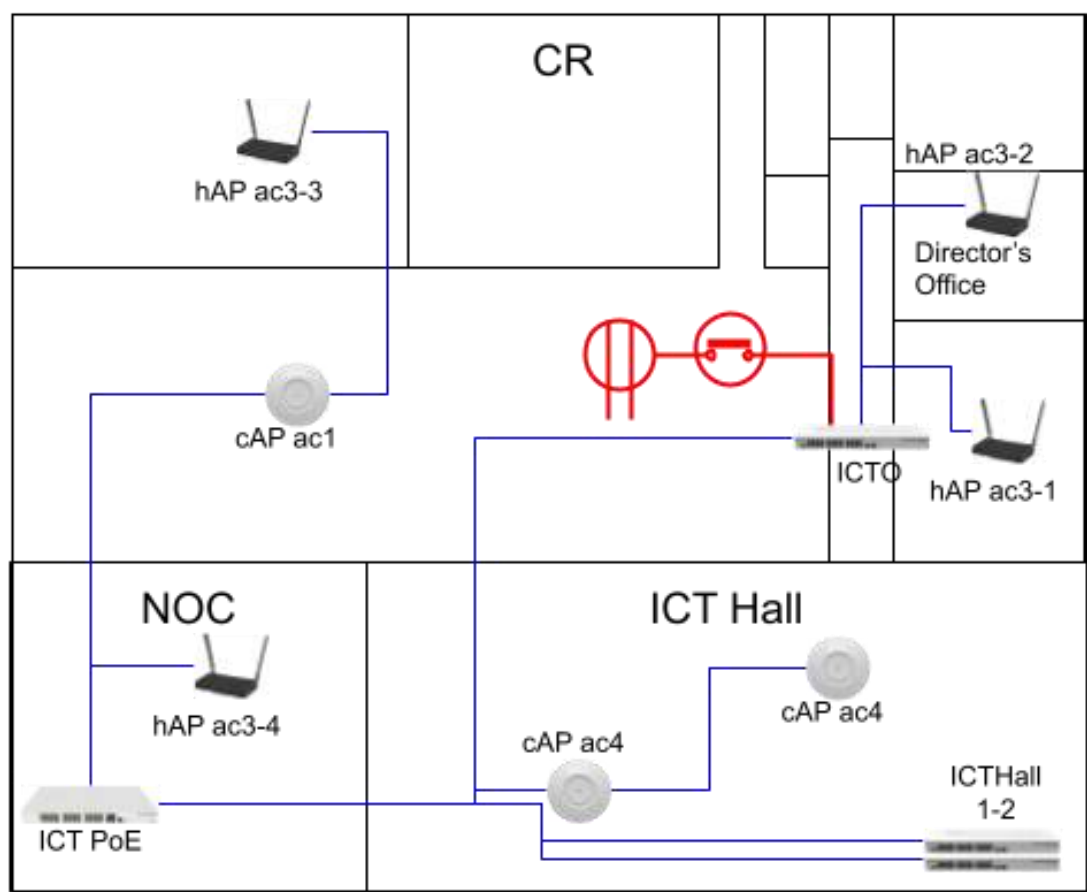 CR
hAP ac3-3
hAP ac3-2
Director's
Office
cAP ac1
ICTO
hAP ac3-1
NOC
ICT Hall
hAP ac3-4
cAP ac4
cAP ac4
ICT PoE
ICTHall
1-2